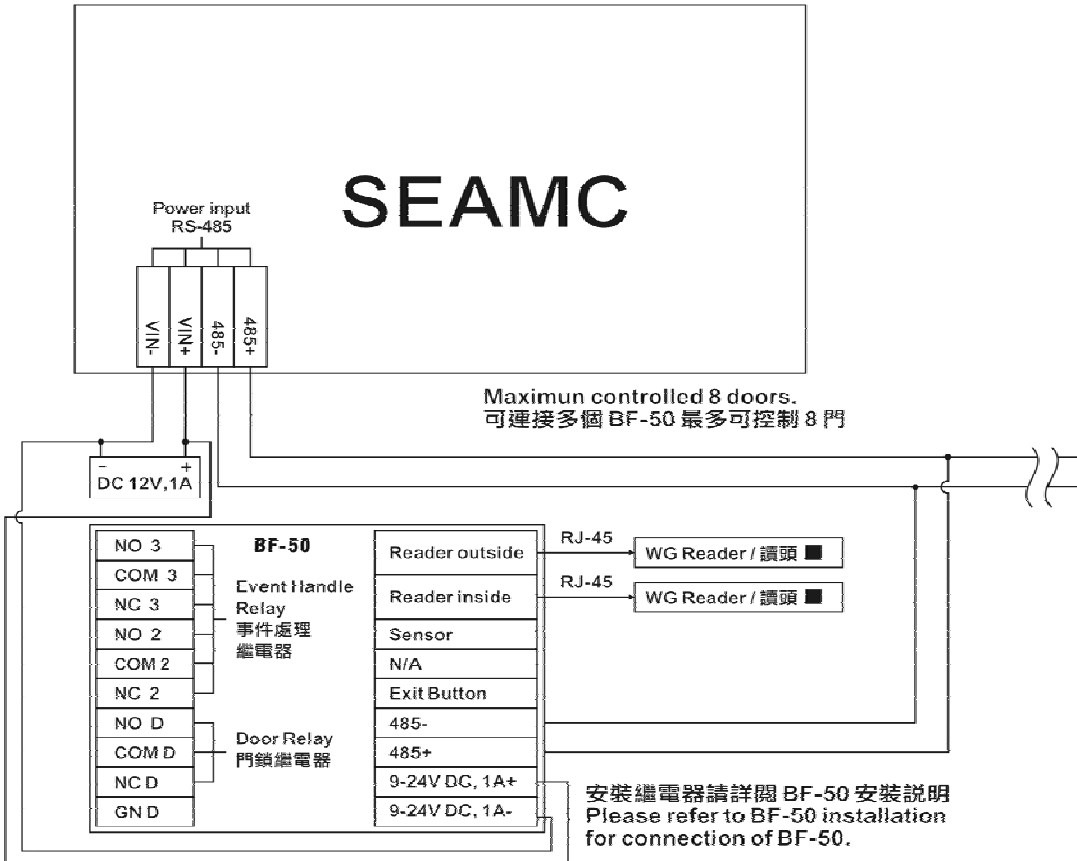 SEAMC
Power input
RS-485
VIN-
VIN+
485-
485+
Maximun controlled 8 doors.
可連接多個 BF-50 最多可控制 8 門
- +
DC 12V,1A
BF-50
NO 3
COM 3
NC 3
NO 2
COM 2
NC 2
NO D
COM D
NC D
GN D
Event Handle
Relay
事件處理
繼電器
Door Relay
門鎖繼電器
Reader outside
Reader inside
Sensor
N/A
Exit Button
485-
485+
9-24V DC, 1A+
9-24V DC, 1A-
RJ-45
WG Reader / 讀頭
RJ-45
WG Reader / 讀頭
安裝繼電器請詳閱 BF-50 安裝説明
Please refer to BF-50 installation
for connection of BF-50.